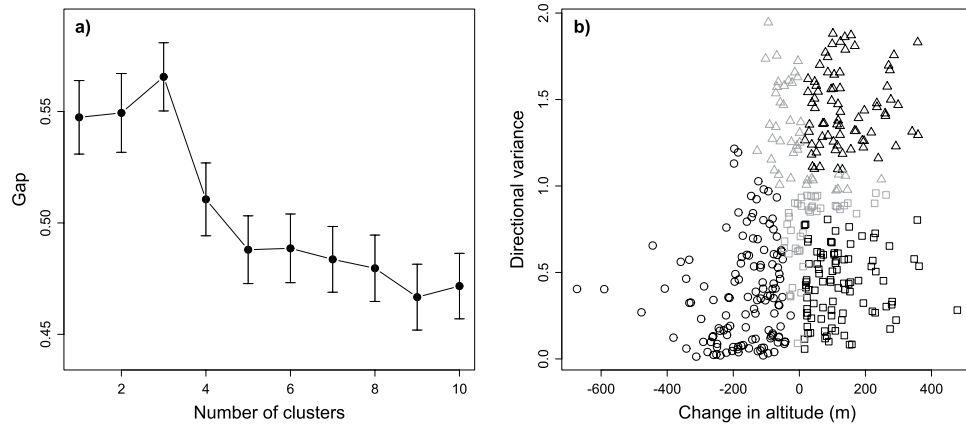 a)
Gap
0.55
0.50
0.45
2 4 6 8 10
Number of clusters
b)
Directional variance
2.0
1.5
1.0
0.5
0.0
-600 -400 -200 0 200 400
Change in altitude (m)